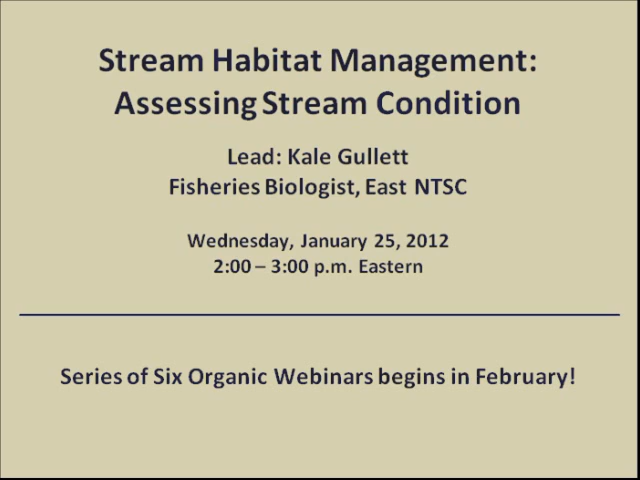 Stream Habitat Management:
Assessing Stream Condition
Lead: Kale Gullett
Fisheries Biologist, East NTSC
Wednesday, January 25, 2012
2:00 – 3:00 p.m. Eastern
Series of Six Organic Webinars begins in February!